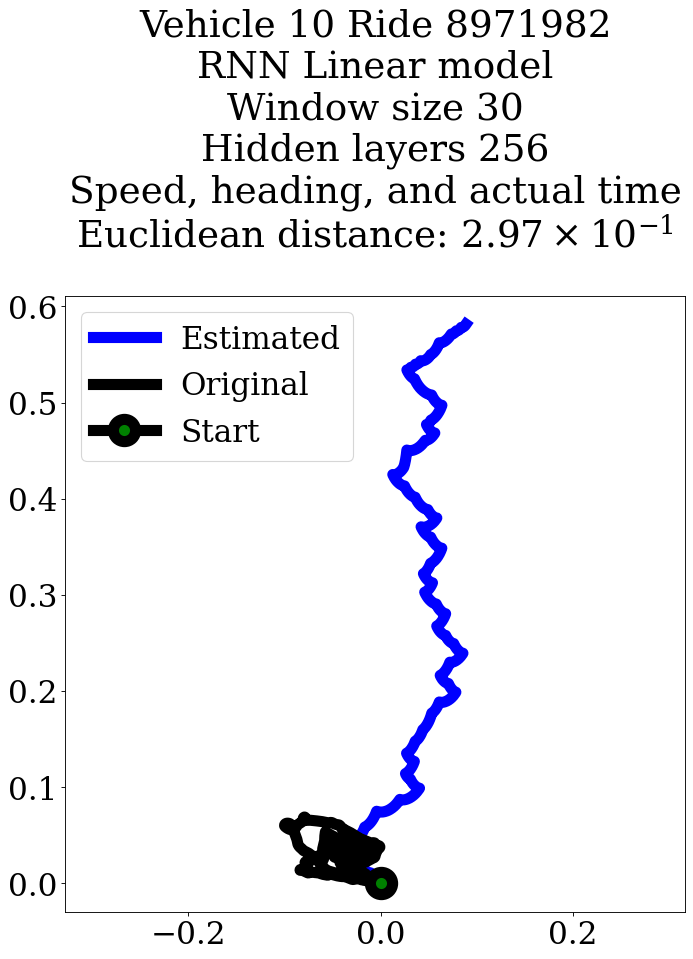 Vehicle 10 Ride 8971982
RNN Linear model
Window size 30
Hidden layers 256
Speed, heading, and actual time
Euclidean distance: 2.97 × 10⁻¹
0.6
Estimated
Original
Start
0.5
0.4
0.3
0.2
0.1
0.0
−0.2 0.0 0.2